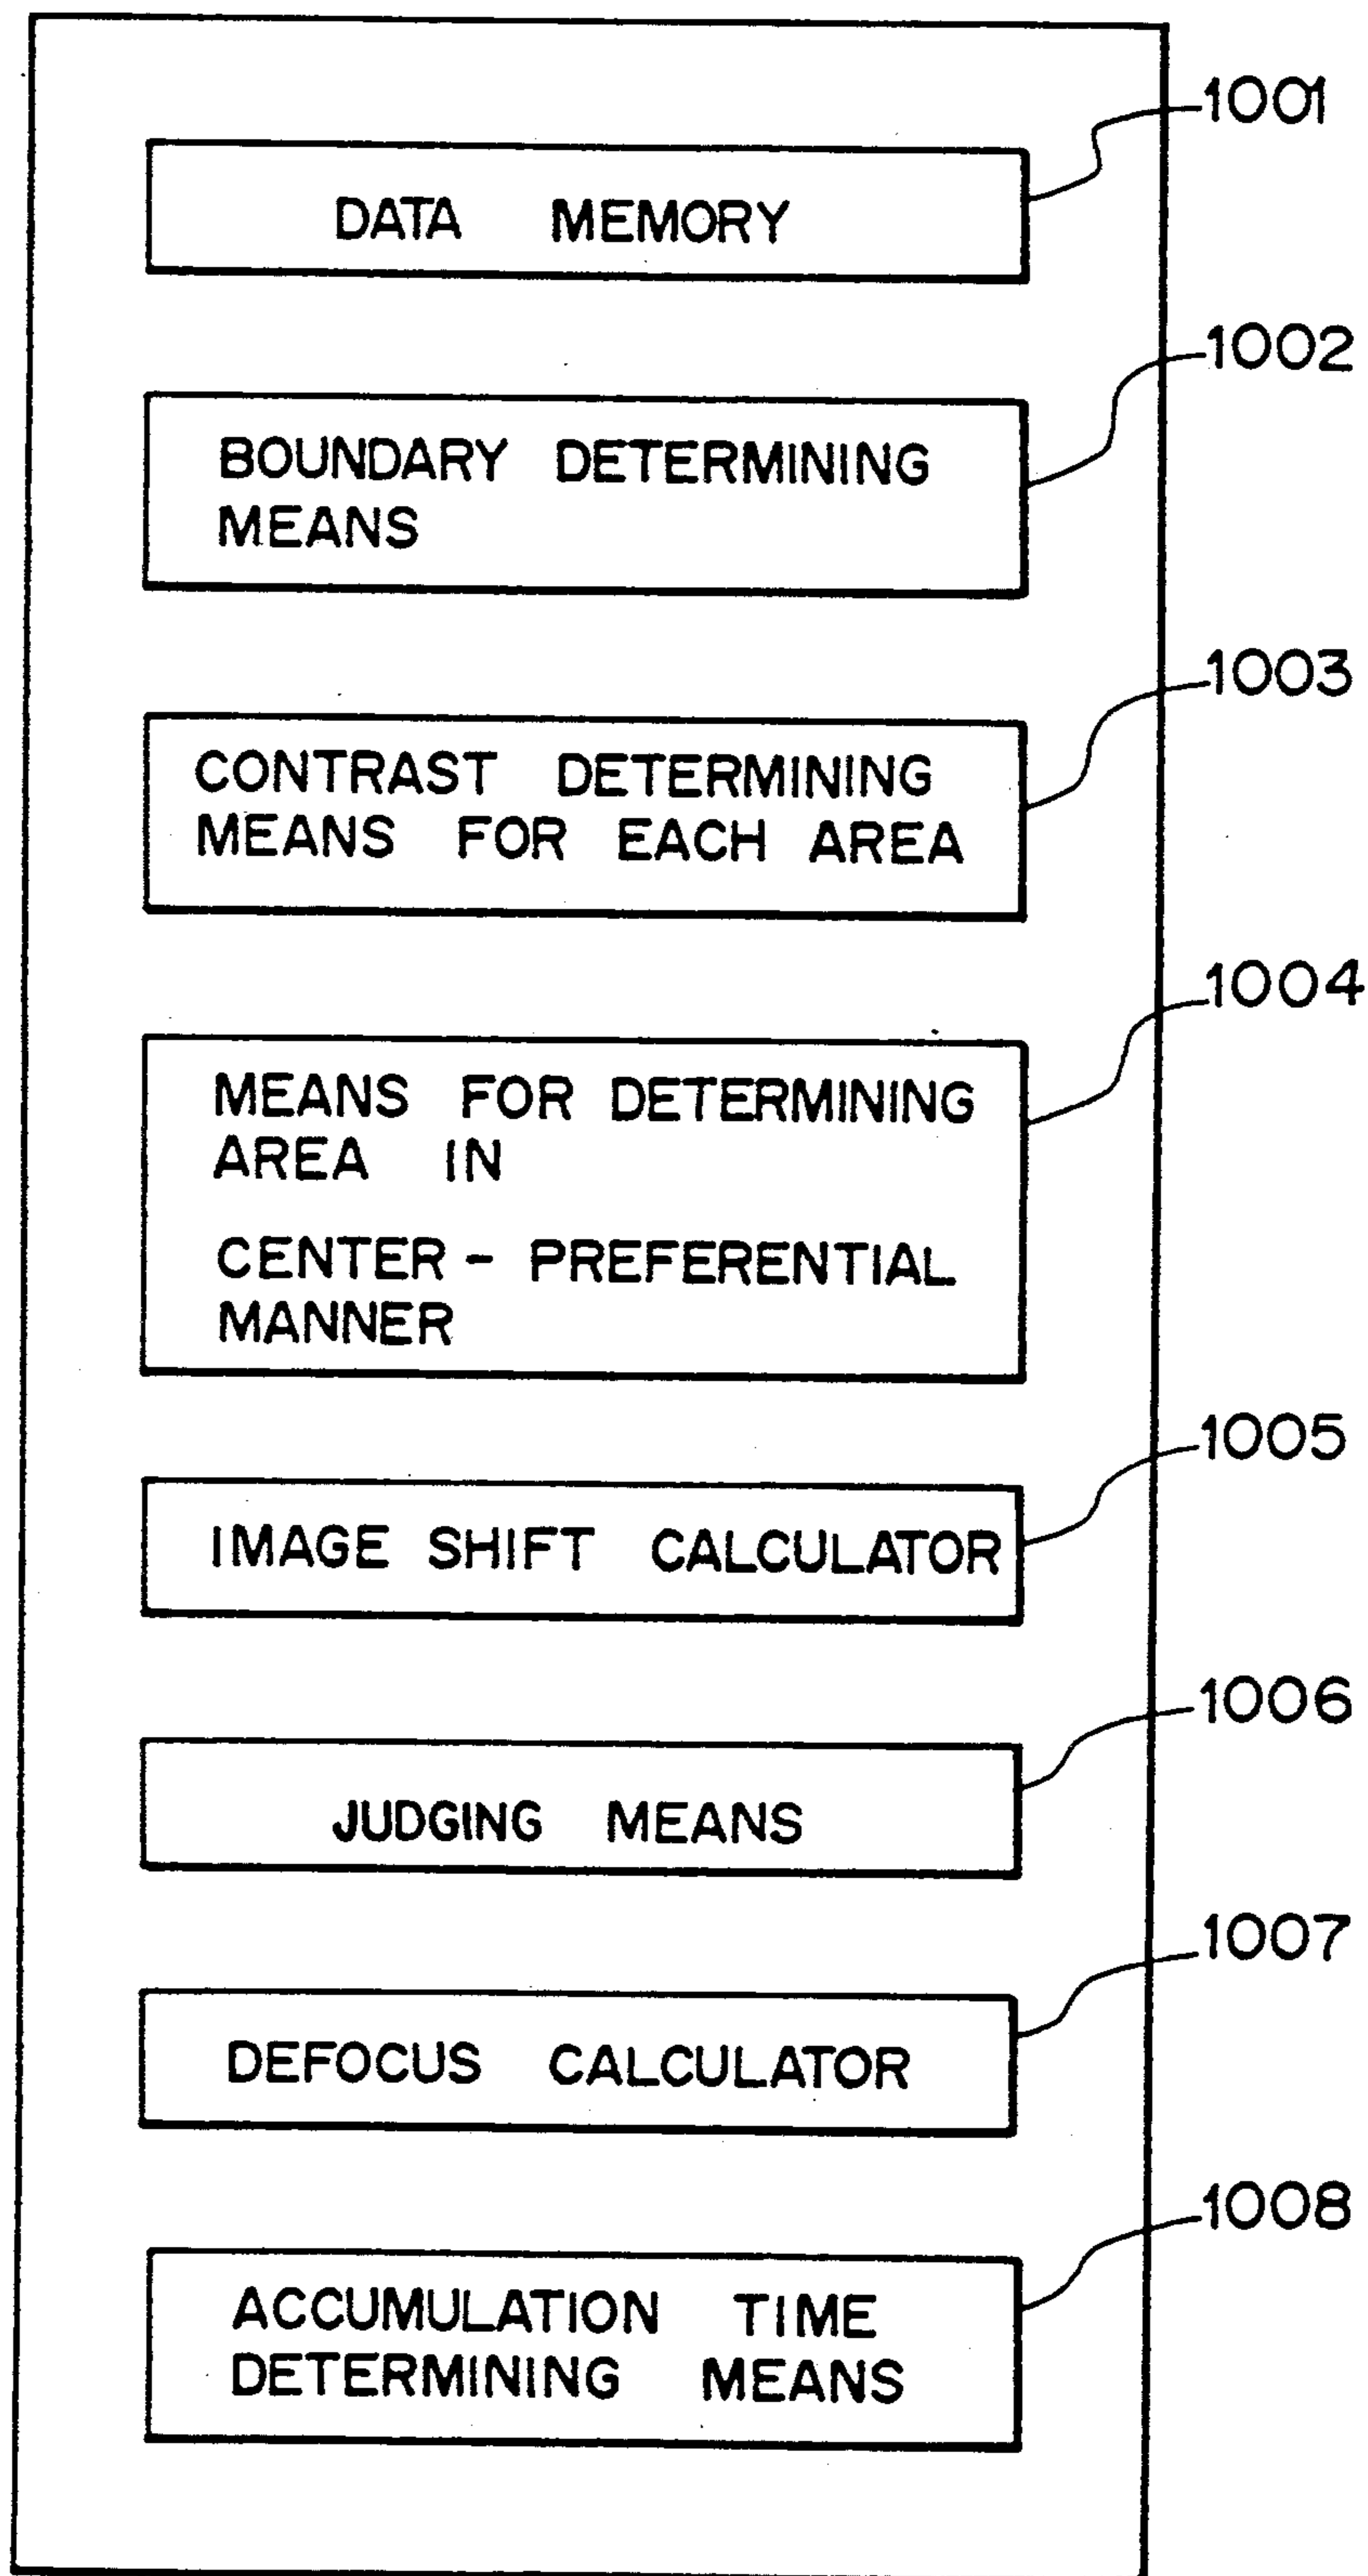 1001
DATA MEMORY
1002
BOUNDARY DETERMINING
MEANS
1003
CONTRAST DETERMINING
MEANS FOR EACH AREA
1004
MEANS FOR DETERMINING
AREA IN
CENTER - PREFERENTIAL
MANNER
1005
IMAGE SHIFT CALCULATOR
1006
JUDGING MEANS
1007
DEFOCUS CALCULATOR
1008
ACCUMULATION TIME
DETERMINING MEANS